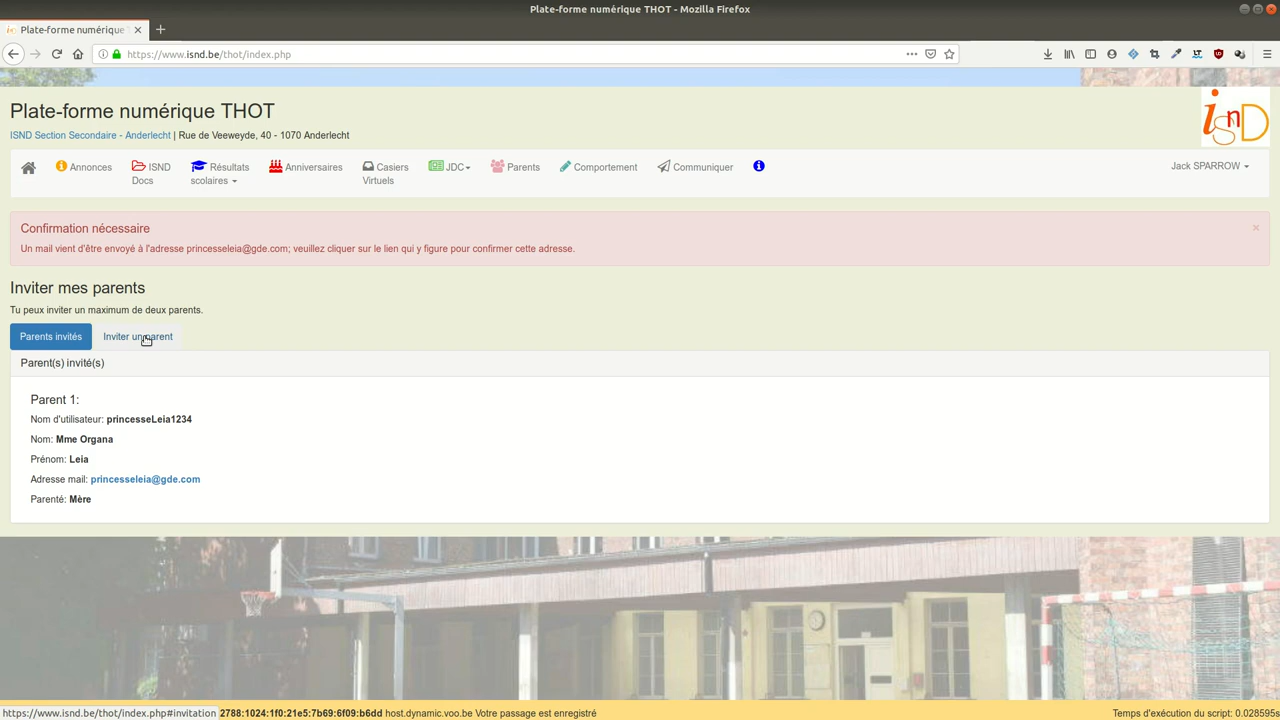 Plate-forme numérique THOT - Mozilla Firefox
Plate-forme numérique
https://www.isnd.be/thot/index.php
Plate-forme numérique THOT
ISND Section Secondaire - Anderlecht | Rue de Veeweyde, 40 - 1070 Anderlecht
isnD
Annonces
ISND Docs
Résultats scolaires
Anniversaires
Casiers Virtuels
JDC
Parents
Comportement
Communiquer
Jack SPARROW
Confirmation nécessaire
×
Un mail vient d'être envoyé à l'adresse princesseleia@gde.com; veuillez cliquer sur le lien qui y figure pour confirmer cette adresse.
Inviter mes parents
Tu peux inviter un maximum de deux parents.
Parents invités
Inviter un parent
Parent(s) invité(s)
Parent 1:
Nom d'utilisateur: princesseLeia1234
Nom: Mme Organa
Prénom: Leia
Adresse mail: princesseleia@gde.com
Parenté: Mère
https://www.isnd.be/thot/index.php#invitation 2788:1024:1f0:21e5:7b69:6f09:b6dd host.dynamic.voo.be Votre passage est enregistré
Temps d'exécution du script: 0.028595s